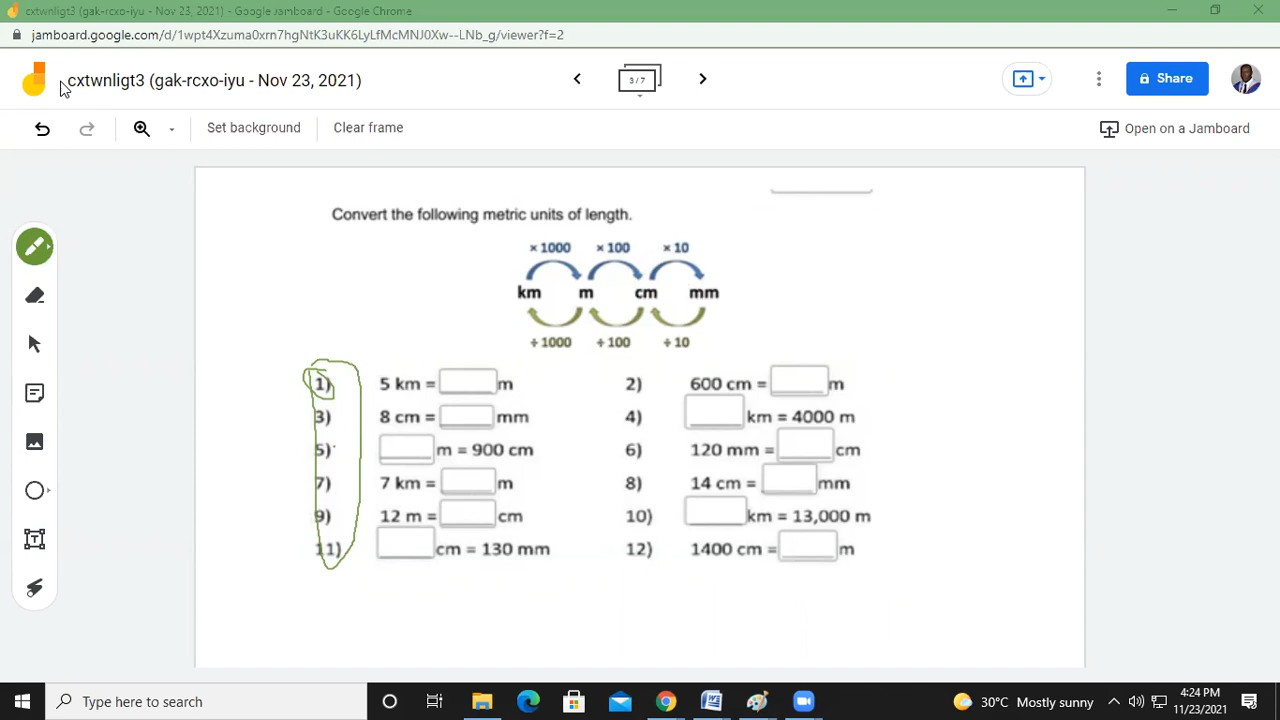 cxtwnligt3 (gak-rcxo-iyu - Nov 23, 2021) - Google Jamboard - Google Chrome
jamboard.google.com/d/1wpt4Xzuma0xrn7hgNtK3uKK6LyLfMcMNJ0Xw--LNb_g/viewer?f=2
cxtwnligt3 (gak-rcxo-iyu - Nov 23, 2021)
3 / 7
Share
Set background
Clear frame
Open on a Jamboard
Convert the following metric units of length.
× 1000 × 100 × 10
km m cm mm
÷ 1000 ÷ 100 ÷ 10
1) 5 km = m 2) 600 cm = m
3) 8 cm = mm 4) km = 4000 m
5) m = 900 cm 6) 120 mm = cm
7) 7 km = m 8) 14 cm = mm
9) 12 m = cm 10) km = 13,000 m
11) cm = 130 mm 12) 1400 cm = m
Type here to search
30°C Mostly sunny
4:24 PM
11/23/2021